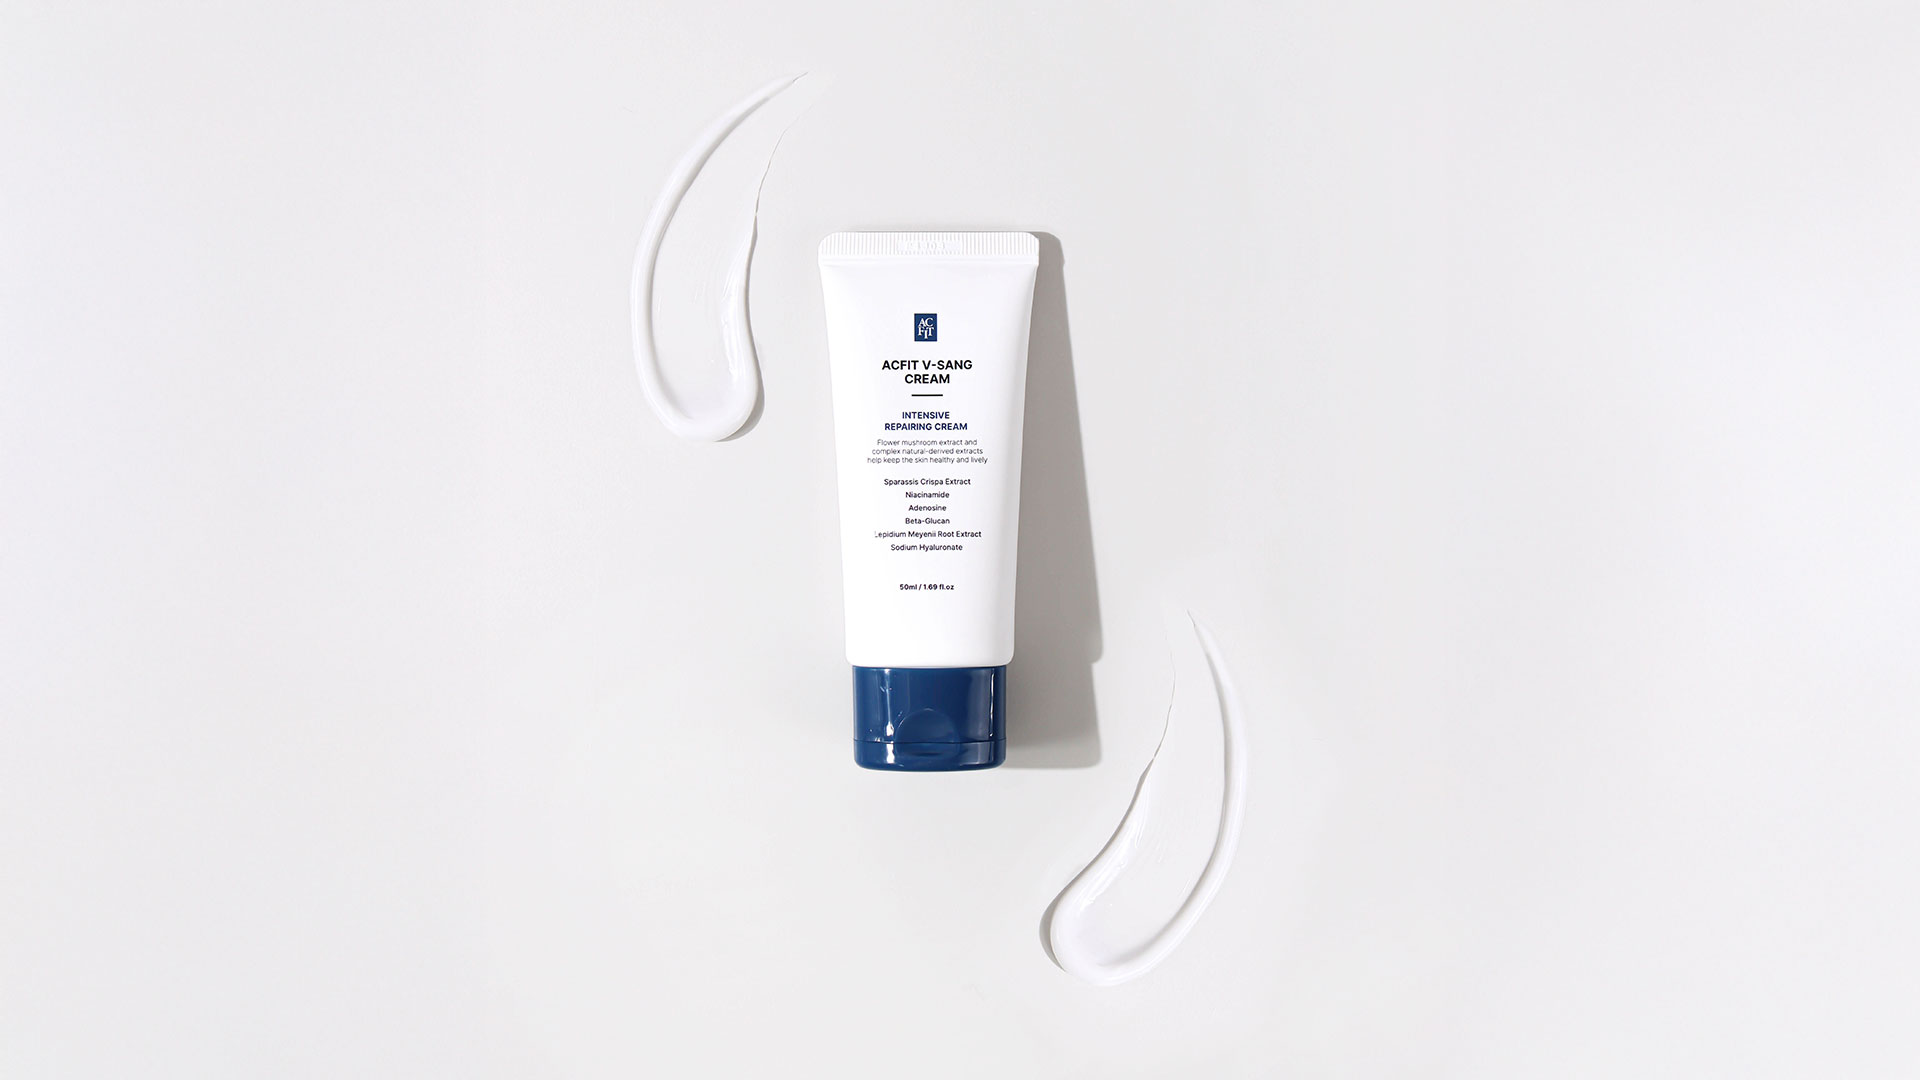 AC
FIT
ACFIT V-SANG
CREAM
INTENSIVE
REPAIRING CREAM
Flower mushroom extract and
complex natural-derived extracts
help keep the skin healthy and lively
Sparassis Crispa Extract
Niacinamide
Adenosine
Beta-Glucan
Lepidium Meyenii Root Extract
Sodium Hyaluronate
50ml / 1.69 fl.oz